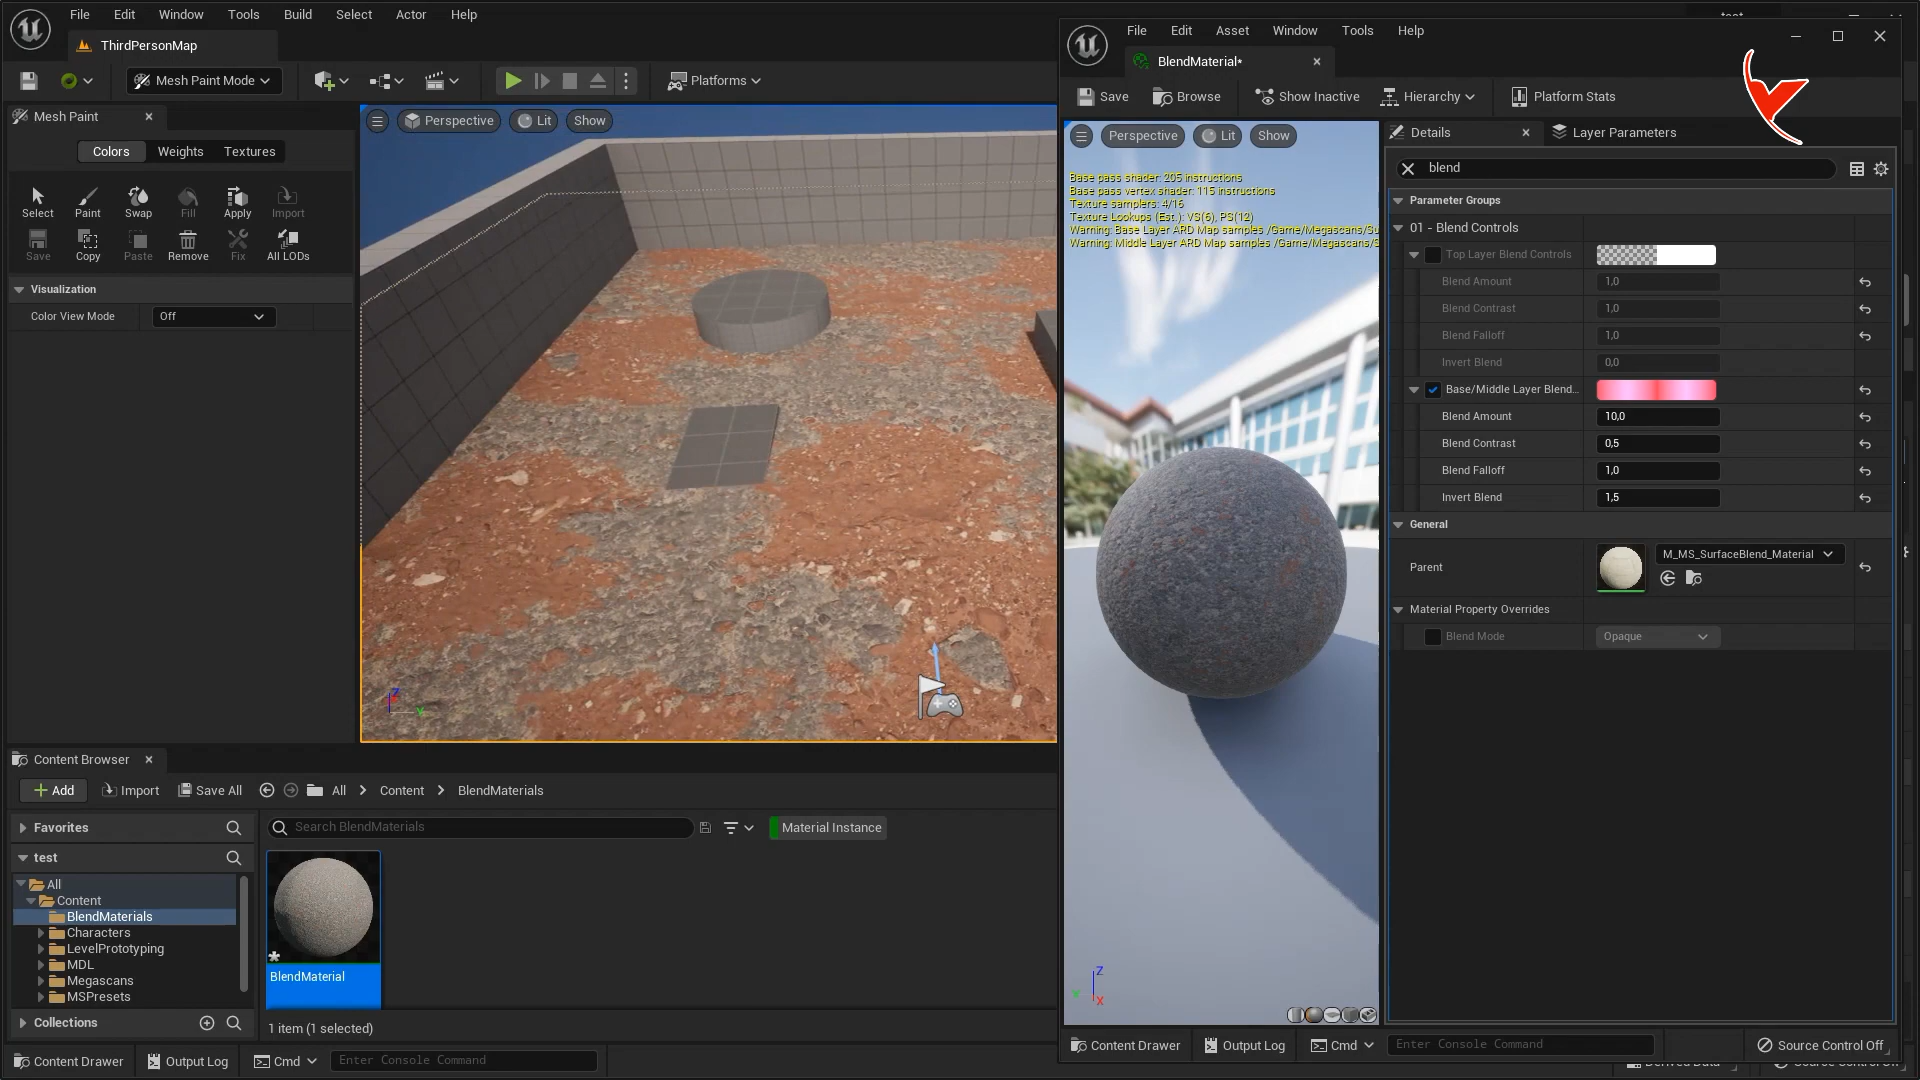 File Edit Window Tools Build Select Actor Help
ThirdPersonMap
Mesh Paint Mode
Platforms
Mesh Paint
Colors Weights Textures
Select Paint Swap Fill Apply Import
Save Copy Paste Remove Fix All LODs
Visualization
Color View Mode Off
Perspective Lit Show
Z
Y
Content Browser
Add Import Save All All Content BlendMaterials
Favorites
test
All
Content
BlendMaterials
Characters
LevelPrototyping
MDL
Megascans
MSPresets
Collections
Search BlendMaterials
Material Instance
BlendMaterial
1 item (1 selected)
Content Drawer Output Log Cmd Enter Console Command
File Edit Asset Window Tools Help
BlendMaterial*
Save Browse Show Inactive Hierarchy Platform Stats
Perspective Lit Show
Base pass shader: 205 instructions
Base pass vertex shader: 115 instructions
Texture samplers: 4/16
Texture Lookups (Est.): VS(6), PS(12)
Warning: Base Layer ARD Map samples /Game/Megascans/Su
Warning: Middle Layer ARD Map samples /Game/Megascans/S
Z
Y
X
Details Layer Parameters
blend
Parameter Groups
01 - Blend Controls
Top Layer Blend Controls
Blend Amount 1,0
Blend Contrast 1,0
Blend Falloff 1,0
Invert Blend 0,0
Base/Middle Layer Blend...
Blend Amount 10,0
Blend Contrast 0,5
Blend Falloff 1,0
Invert Blend 1,5
General
Parent M_MS_SurfaceBlend_Material
Material Property Overrides
Blend Mode Opaque
Content Drawer Output Log Cmd Enter Console Command Source Control Off